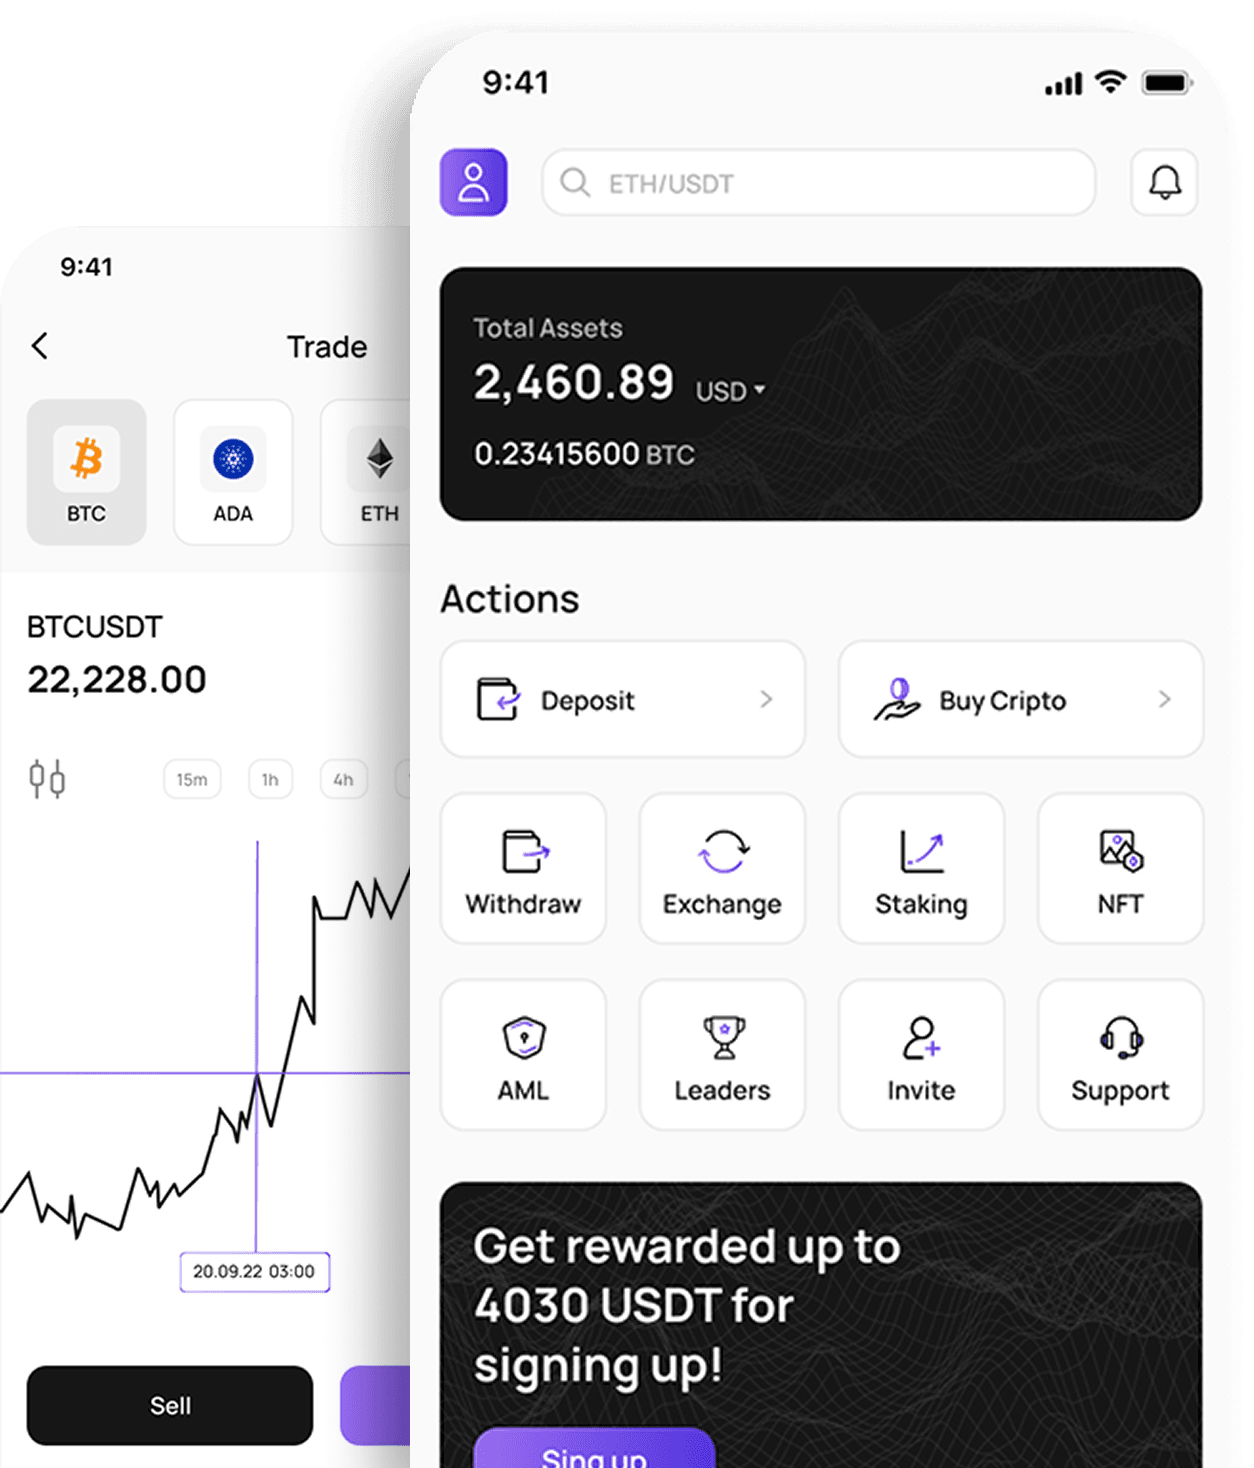 9:41
Trade
BTC
ADA
ETH
BTCUSDT
22,228.00
15m 1h 4h
20.09.22 03:00
Sell
9:41
ETH/USDT
Total Assets
2,460.89 USD
0.23415600 BTC
Actions
Deposit
Buy Cripto
Withdraw
Exchange
Staking
NFT
AML
Leaders
Invite
Support
Get rewarded up to
4030 USDT for
signing up!
Sing up